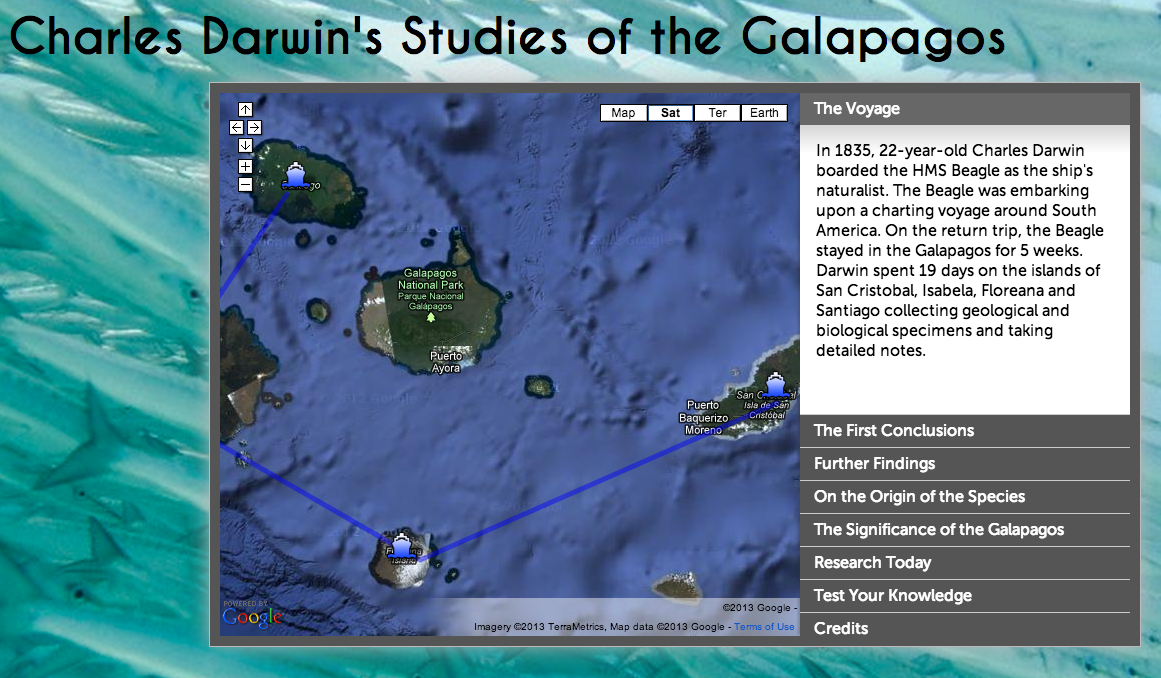 Charles Darwin's Studies of the Galapagos
Map
Sat
Ter
Earth
Galapagos
National Park
Parque Nacional
Galápagos
Puerto
Ayora
Puerto
Baquerizo
Moreno
Isla de San
Cristóbal
Island
POWERED BY
Google
©2013 Google -
Imagery ©2013 TerraMetrics, Map data ©2013 Google - Terms of Use
The Voyage
In 1835, 22-year-old Charles Darwin
boarded the HMS Beagle as the ship's
naturalist. The Beagle was embarking
upon a charting voyage around South
America. On the return trip, the Beagle
stayed in the Galapagos for 5 weeks.
Darwin spent 19 days on the islands of
San Cristobal, Isabela, Floreana and
Santiago collecting geological and
biological specimens and taking
detailed notes.
The First Conclusions
Further Findings
On the Origin of the Species
The Significance of the Galapagos
Research Today
Test Your Knowledge
Credits